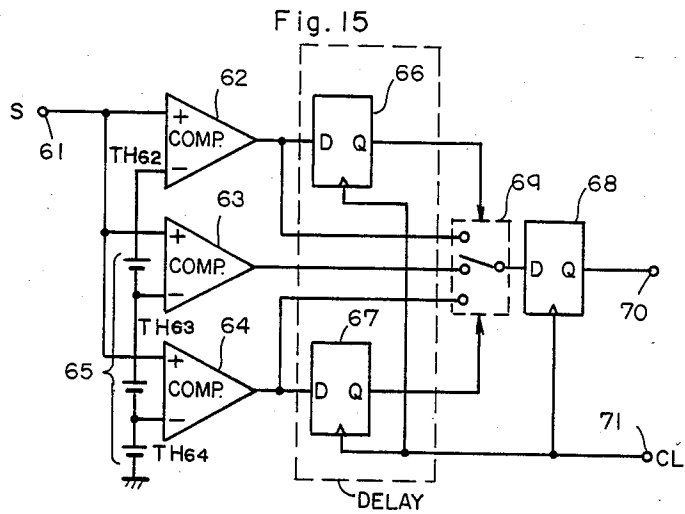 Fig. 15
62
66
S
+
61
COMP.
D Q
TH62
−
69
68
63
+
COMP.
D Q
−
70
TH63
67
64
65
+
COMP.
D Q
−
71
TH64
CL
DELAY